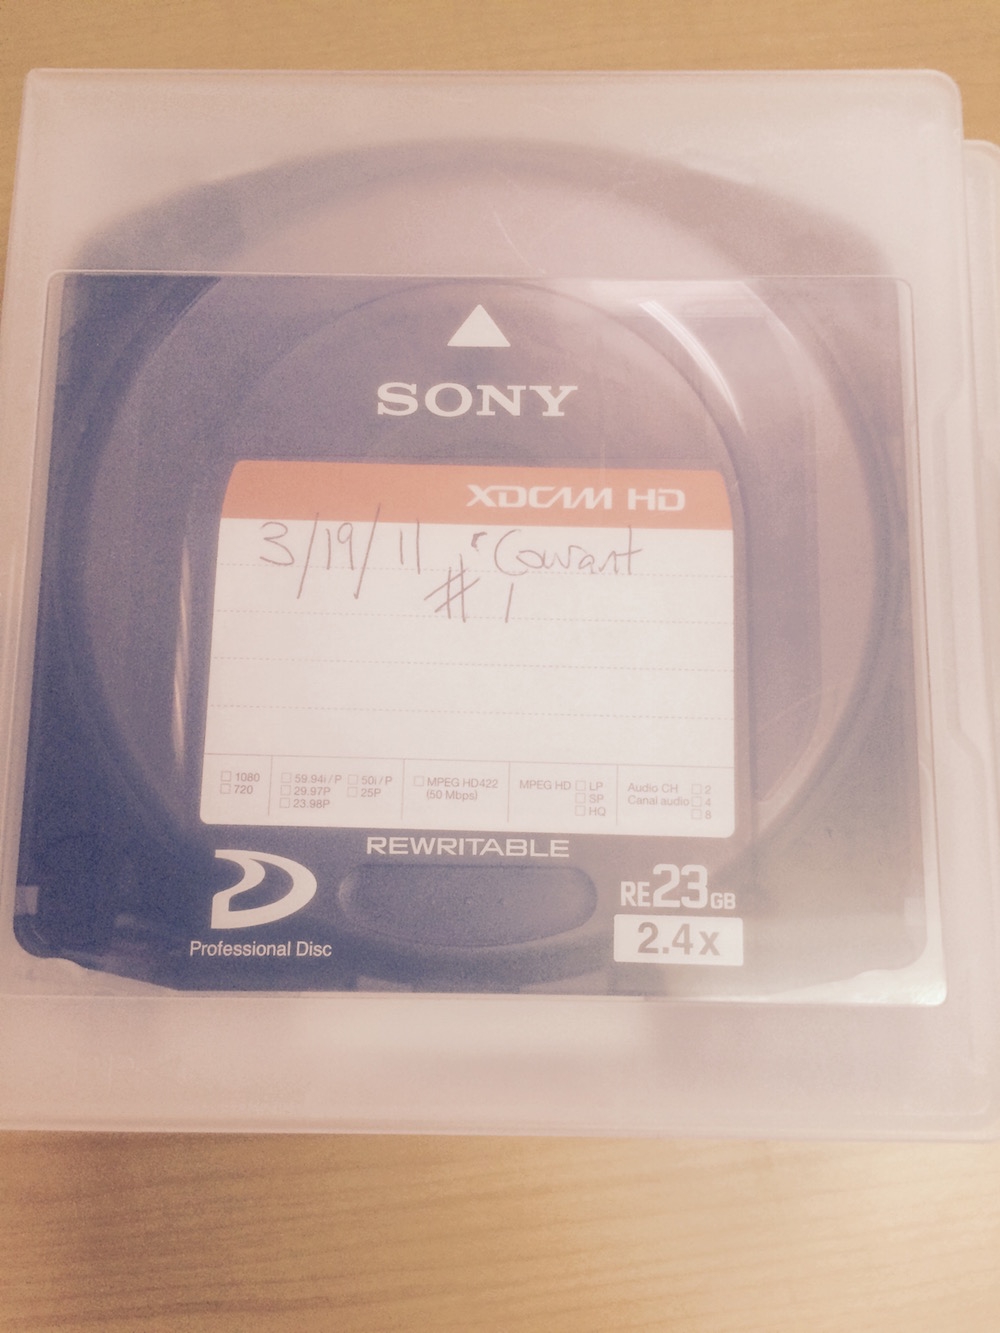 SONY
XDCAM HD
3/19/11 "Courant
# 1
1080
720
59.94i/P
29.97P
23.98P
50i/P
25P
MPEG HD422
(50 Mbps)
MPEG HD
LP
SP
HQ
Audio CH
Canal audio
2
4
8
REWRITABLE
Professional Disc
RE23GB
2.4x